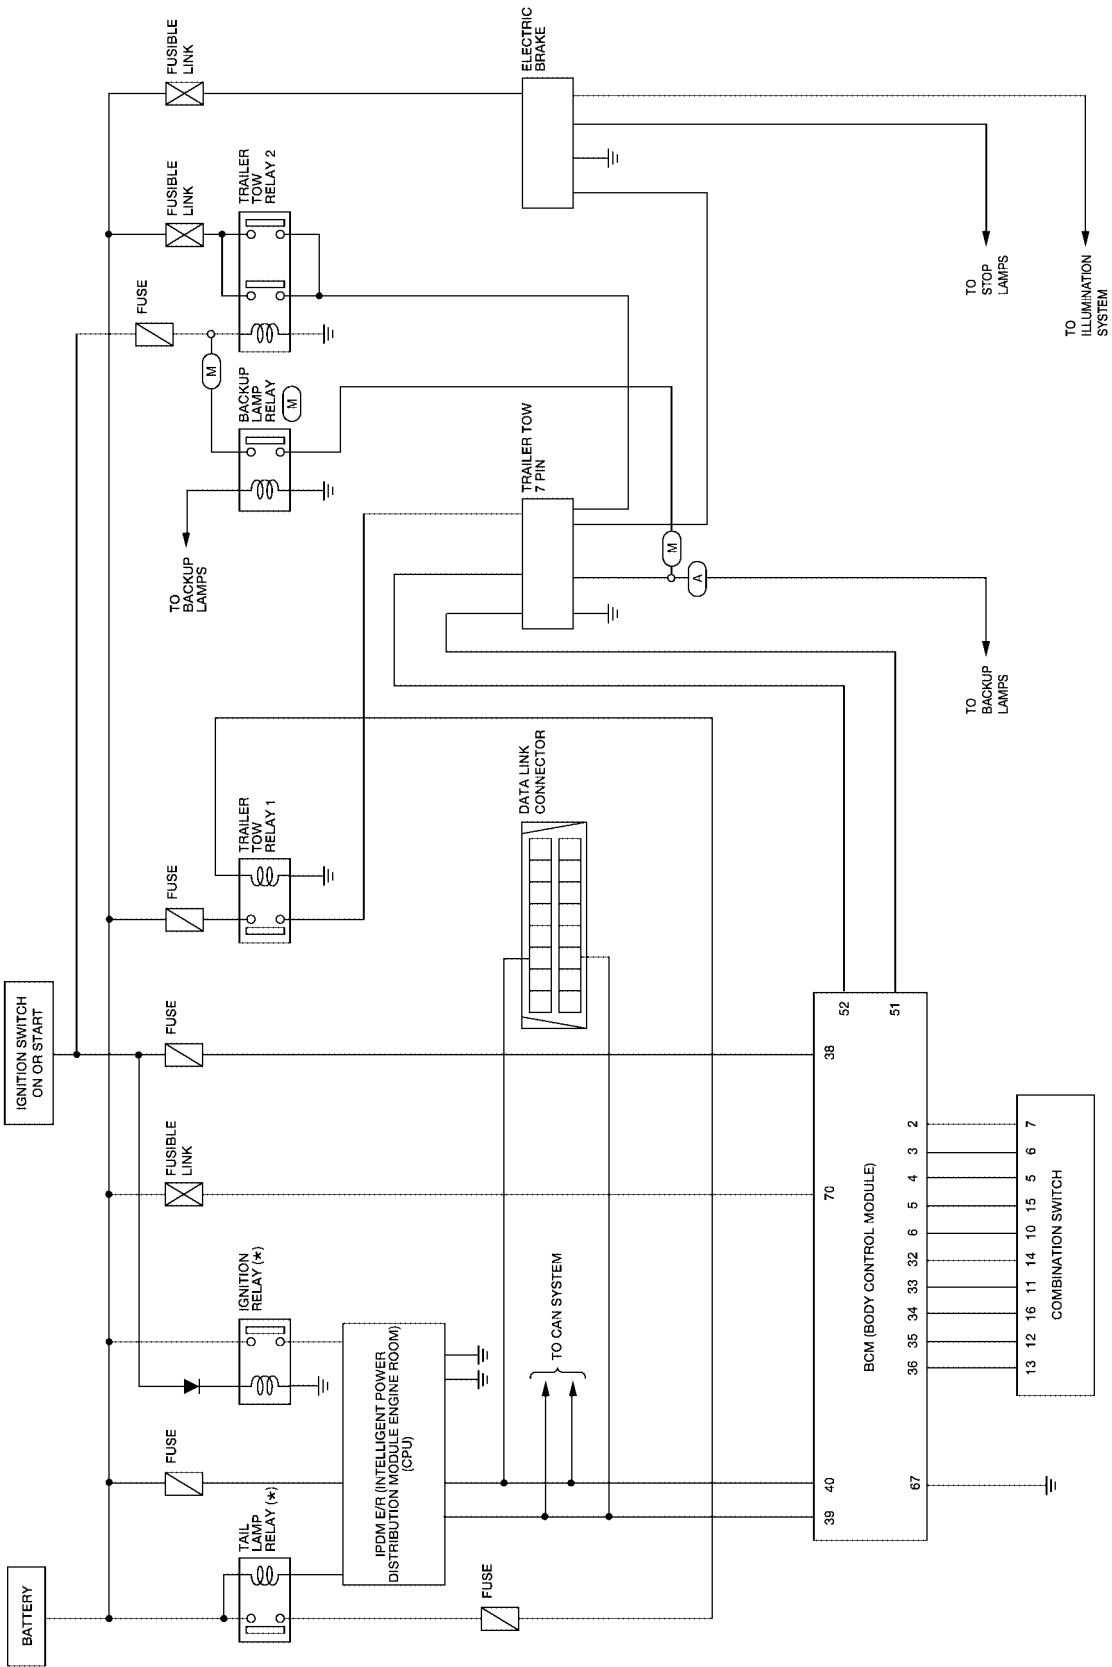 BATTERY
IGNITION SWITCH
ON OR START
FUSE
FUSIBLE
LINK
FUSE
FUSE
FUSE
FUSIBLE
LINK
FUSIBLE
LINK
TAIL
LAMP
RELAY (*)
IGNITION
RELAY (*)
TRAILER
TOW
RELAY 1
TO
BACKUP
LAMPS
BACKUP
LAMP
RELAY
M
M
TRAILER
TOW
RELAY 2
IPDM E/R (INTELLIGENT POWER
DISTRIBUTION MODULE ENGINE ROOM)
(CPU)
FUSE
TO CAN SYSTEM
DATA LINK
CONNECTOR
TRAILER TOW
7 PIN
ELECTRIC
BRAKE
M
A
39
40
70
38
52
51
BCM (BODY CONTROL MODULE)
67
36
35
34
33
32
6
5
4
3
2
13
12
16
11
14
10
15
5
6
7
COMBINATION SWITCH
TO
BACKUP
LAMPS
TO
STOP
LAMPS
TO
ILLUMINATION
SYSTEM